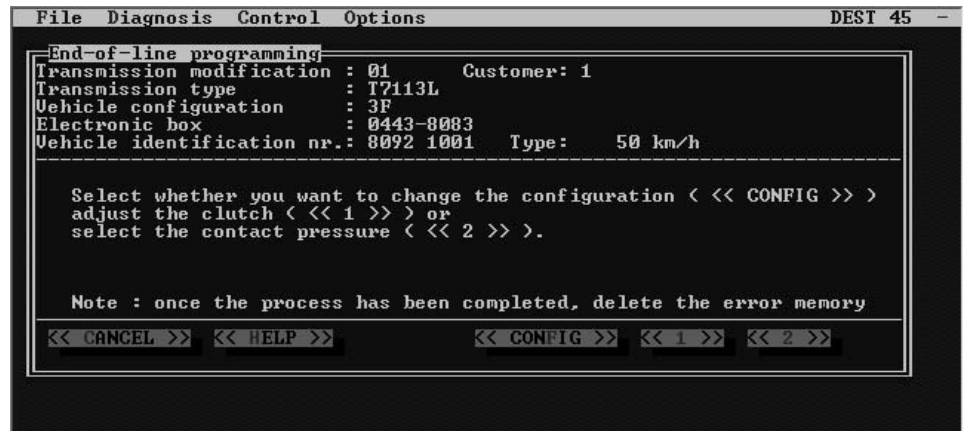 File Diagnosis Control Options DEST 45 -
End-of-line programming
Transmission modification : 01 Customer: 1
Transmission type : T7113L
Vehicle configuration : 3F
Electronic box : 0443-8083
Vehicle identification nr.: 8092 1001 Type: 50 km/h
Select whether you want to change the configuration ( << CONFIG >> )
adjust the clutch ( << 1 >> ) or
select the contact pressure ( << 2 >> ).
Note : once the process has been completed, delete the error memory
<< CANCEL >> << HELP >> << CONFIG >> << 1 >> << 2 >>